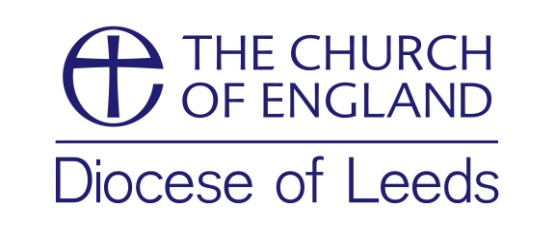 THE CHURCH
OF ENGLAND
Diocese of Leeds